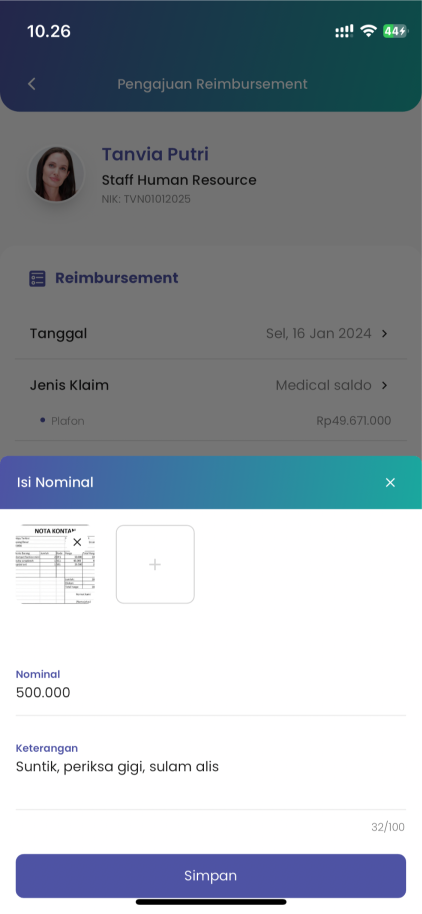 10.26
44
Pengajuan Reimbursement
Tanvia Putri
Staff Human Resource
NIK: TVN01012025
Reimbursement
Tanggal Sel, 16 Jan 2024
Jenis Klaim Medical saldo
Plafon Rp49.671.000
Isi Nominal
NOTA KONTAN
Nominal
500.000
Keterangan
Suntik, periksa gigi, sulam alis
32/100
Simpan